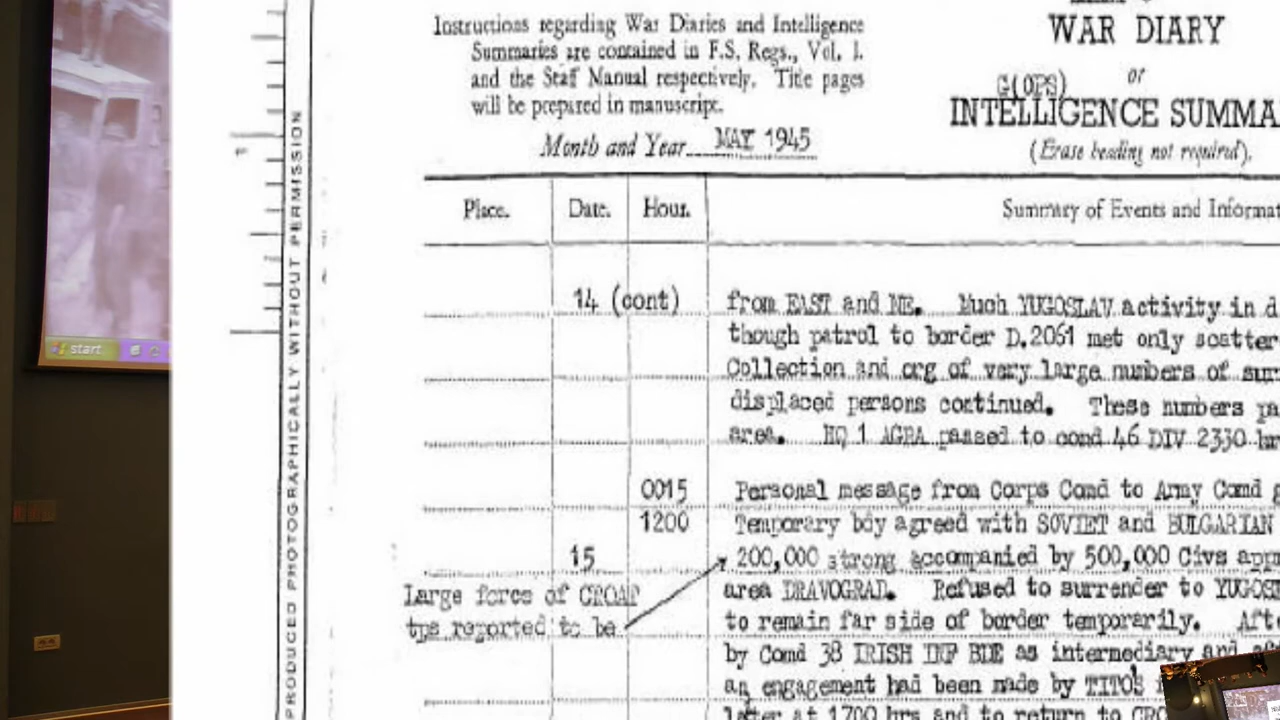 Instructions regarding War Diaries and Intelligence
Summaries are contained in F.S. Regs., Vol. I.
and the Staff Manual respectively. Title pages
will be prepared in manuscript.
Month and Year MAY 1945
WAR DIARY
G(OPS)
or
INTELLIGENCE SUMMA
(Erase heading not required).
Place. Date. Hour. Summary of Events and Informat
14 (cont) from EAST and NE. Much YUGOSLAV activity in d
though patrol to border D.2061 met only scatter
Collection and org of very large numbers of sur
displaced persons continued. These numbers pa
area. HQ 1 AGRA passed to comd 46 DIV 2330 hr
0015 Personal message from Corps Comd to Army Comd g
1200 Temporary bdy agreed with SOVIET and BULGARIAN
15 200,000 strong accompanied by 500,000 Civs appr
Large force of CROAT
tps reported to be
area DRAVOGRAD. Refused to surrender to YUGOS
to remain far side of border temporarily. Aft
by Comd 38 IRISH INF BDE as intermediary and
an engagement had been made by TITOS
later at 1700 hrs and to return to CRO
PRODUCED PHOTOGRAPHICALLY WITHOUT PERMISSION
start